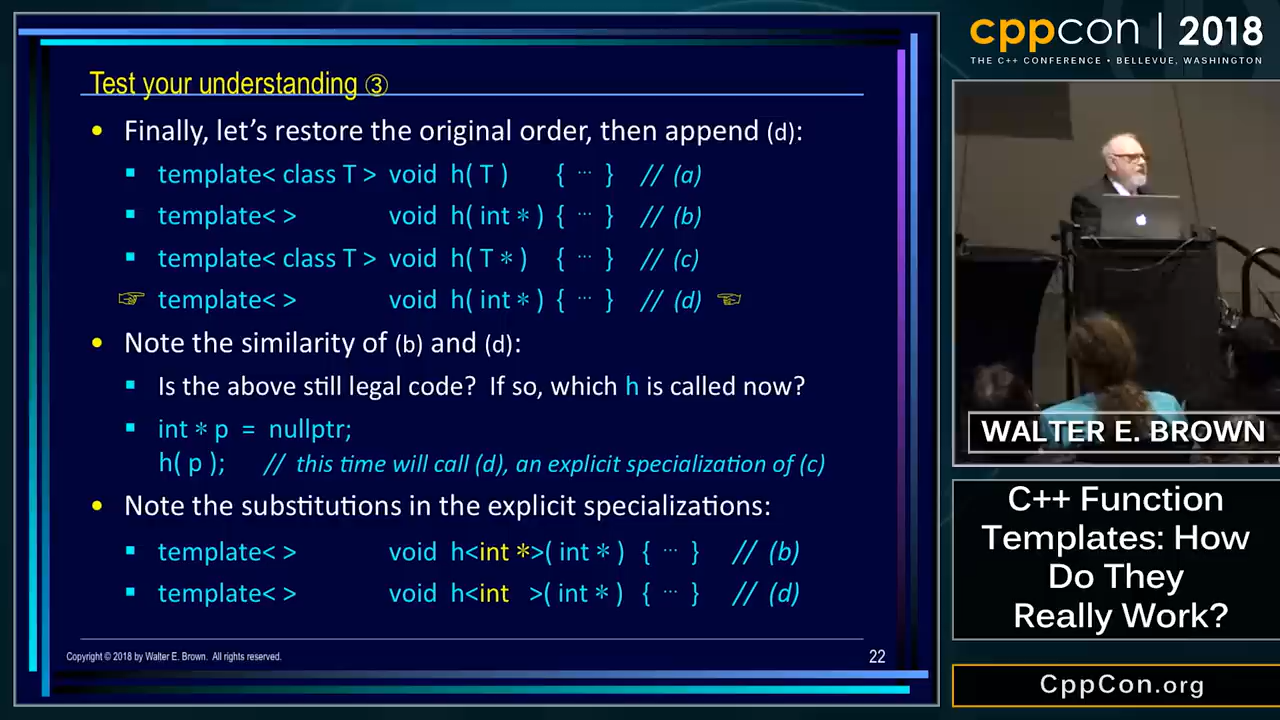 Test your understanding ③
• Finally, let's restore the original order, then append (d):
▪ template< class T > void h( T ) { ··· } // (a)
▪ template< > void h( int * ) { ··· } // (b)
▪ template< class T > void h( T * ) { ··· } // (c)
☞ template< > void h( int * ) { ··· } // (d) ☜
• Note the similarity of (b) and (d):
▪ Is the above still legal code? If so, which h is called now?
▪ int * p = nullptr;
h( p ); // this time will call (d), an explicit specialization of (c)
• Note the substitutions in the explicit specializations:
▪ template< > void h<int *>( int * ) { ··· } // (b)
▪ template< > void h<int >( int * ) { ··· } // (d)
Copyright © 2018 by Walter E. Brown. All rights reserved.
22
cppcon | 2018
THE C++ CONFERENCE • BELLEVUE, WASHINGTON
WALTER E. BROWN
C++ Function
Templates: How
Do They
Really Work?
CppCon.org